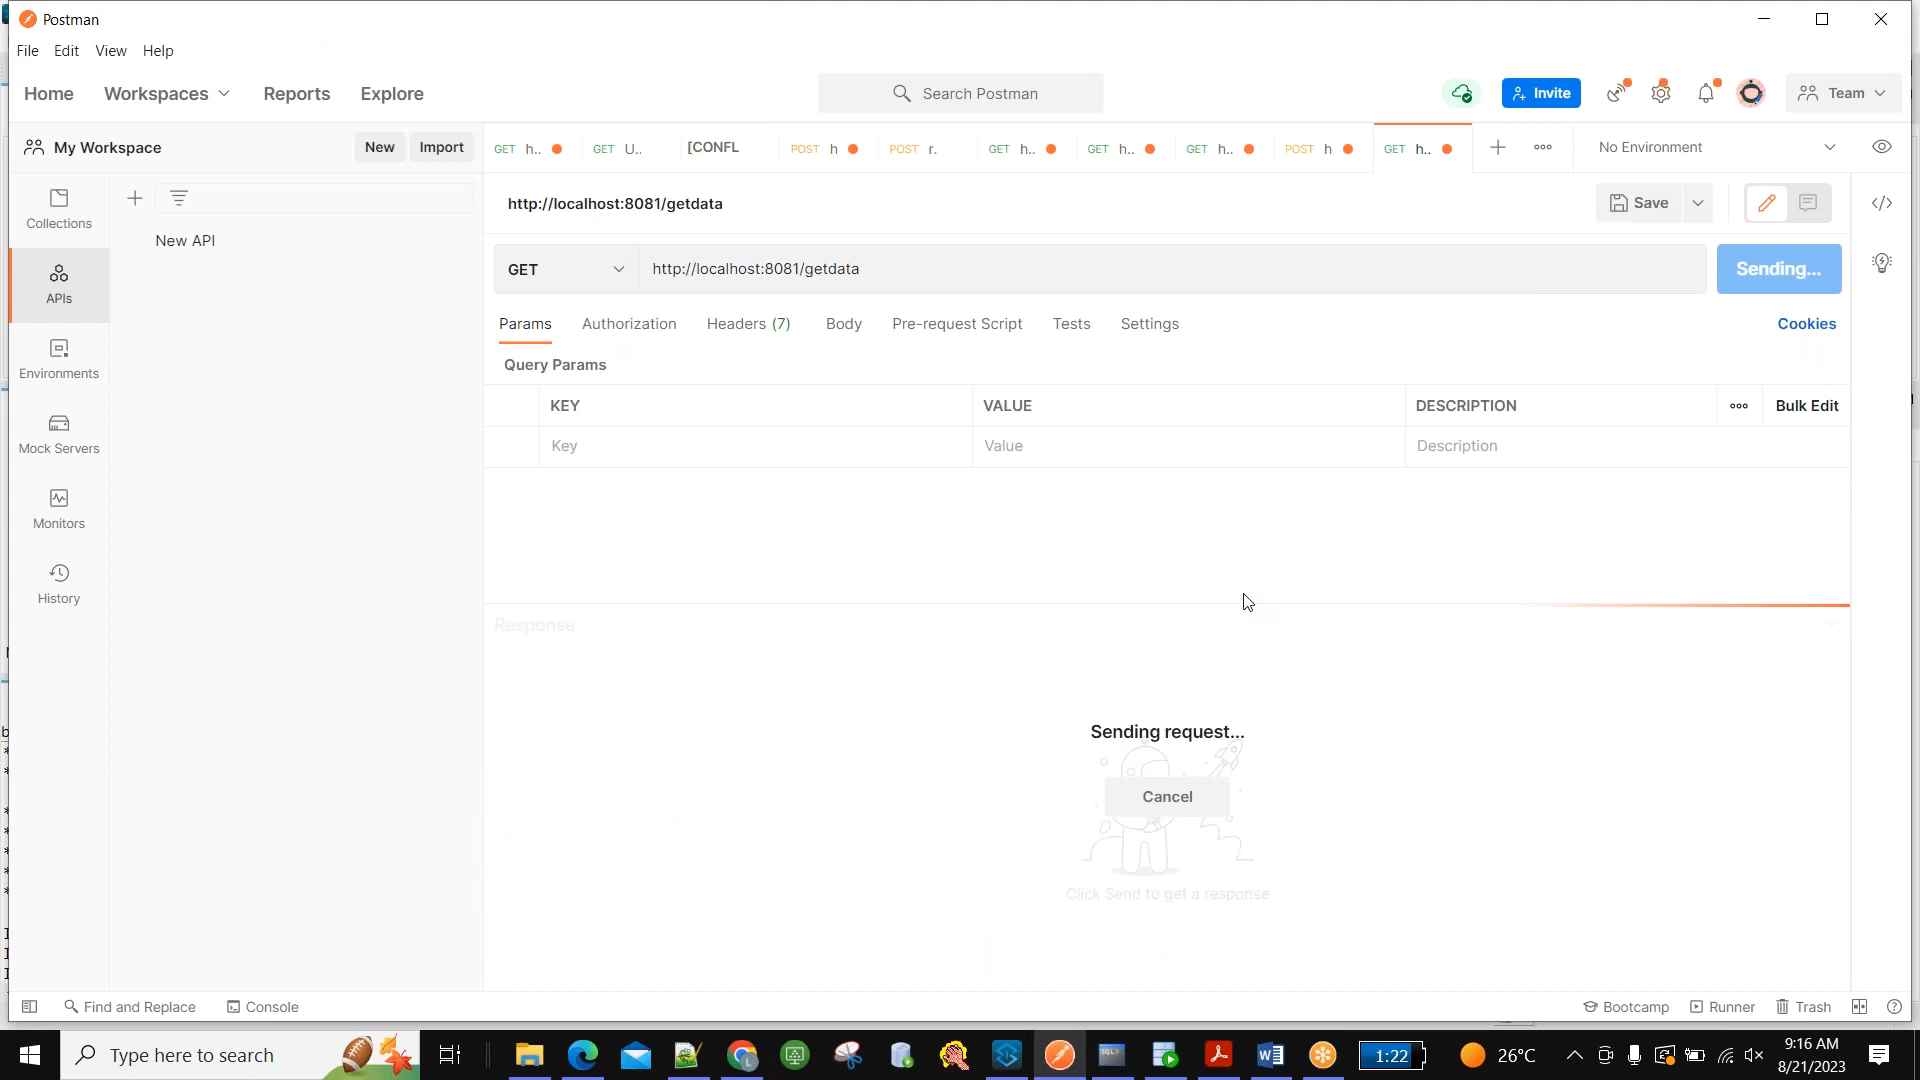 Postman
File Edit View Help
Home Workspaces Reports Explore
Search Postman
Invite
Team
My Workspace New Import
GET h.. GET U.. [CONFL POST h POST r. GET h.. GET h.. GET h.. POST h GET h..
No Environment
Collections
APIs
Environments
Mock Servers
Monitors
History
New API
http://localhost:8081/getdata
Save
GET http://localhost:8081/getdata Sending...
Params Authorization Headers (7) Body Pre-request Script Tests Settings Cookies
Query Params
KEY VALUE DESCRIPTION Bulk Edit
Key Value Description
Response
Sending request...
Cancel
Click Send to get a response
Find and Replace Console
Bootcamp Runner Trash
Type here to search
SQL>
1:22
26°C
9:16 AM
8/21/2023